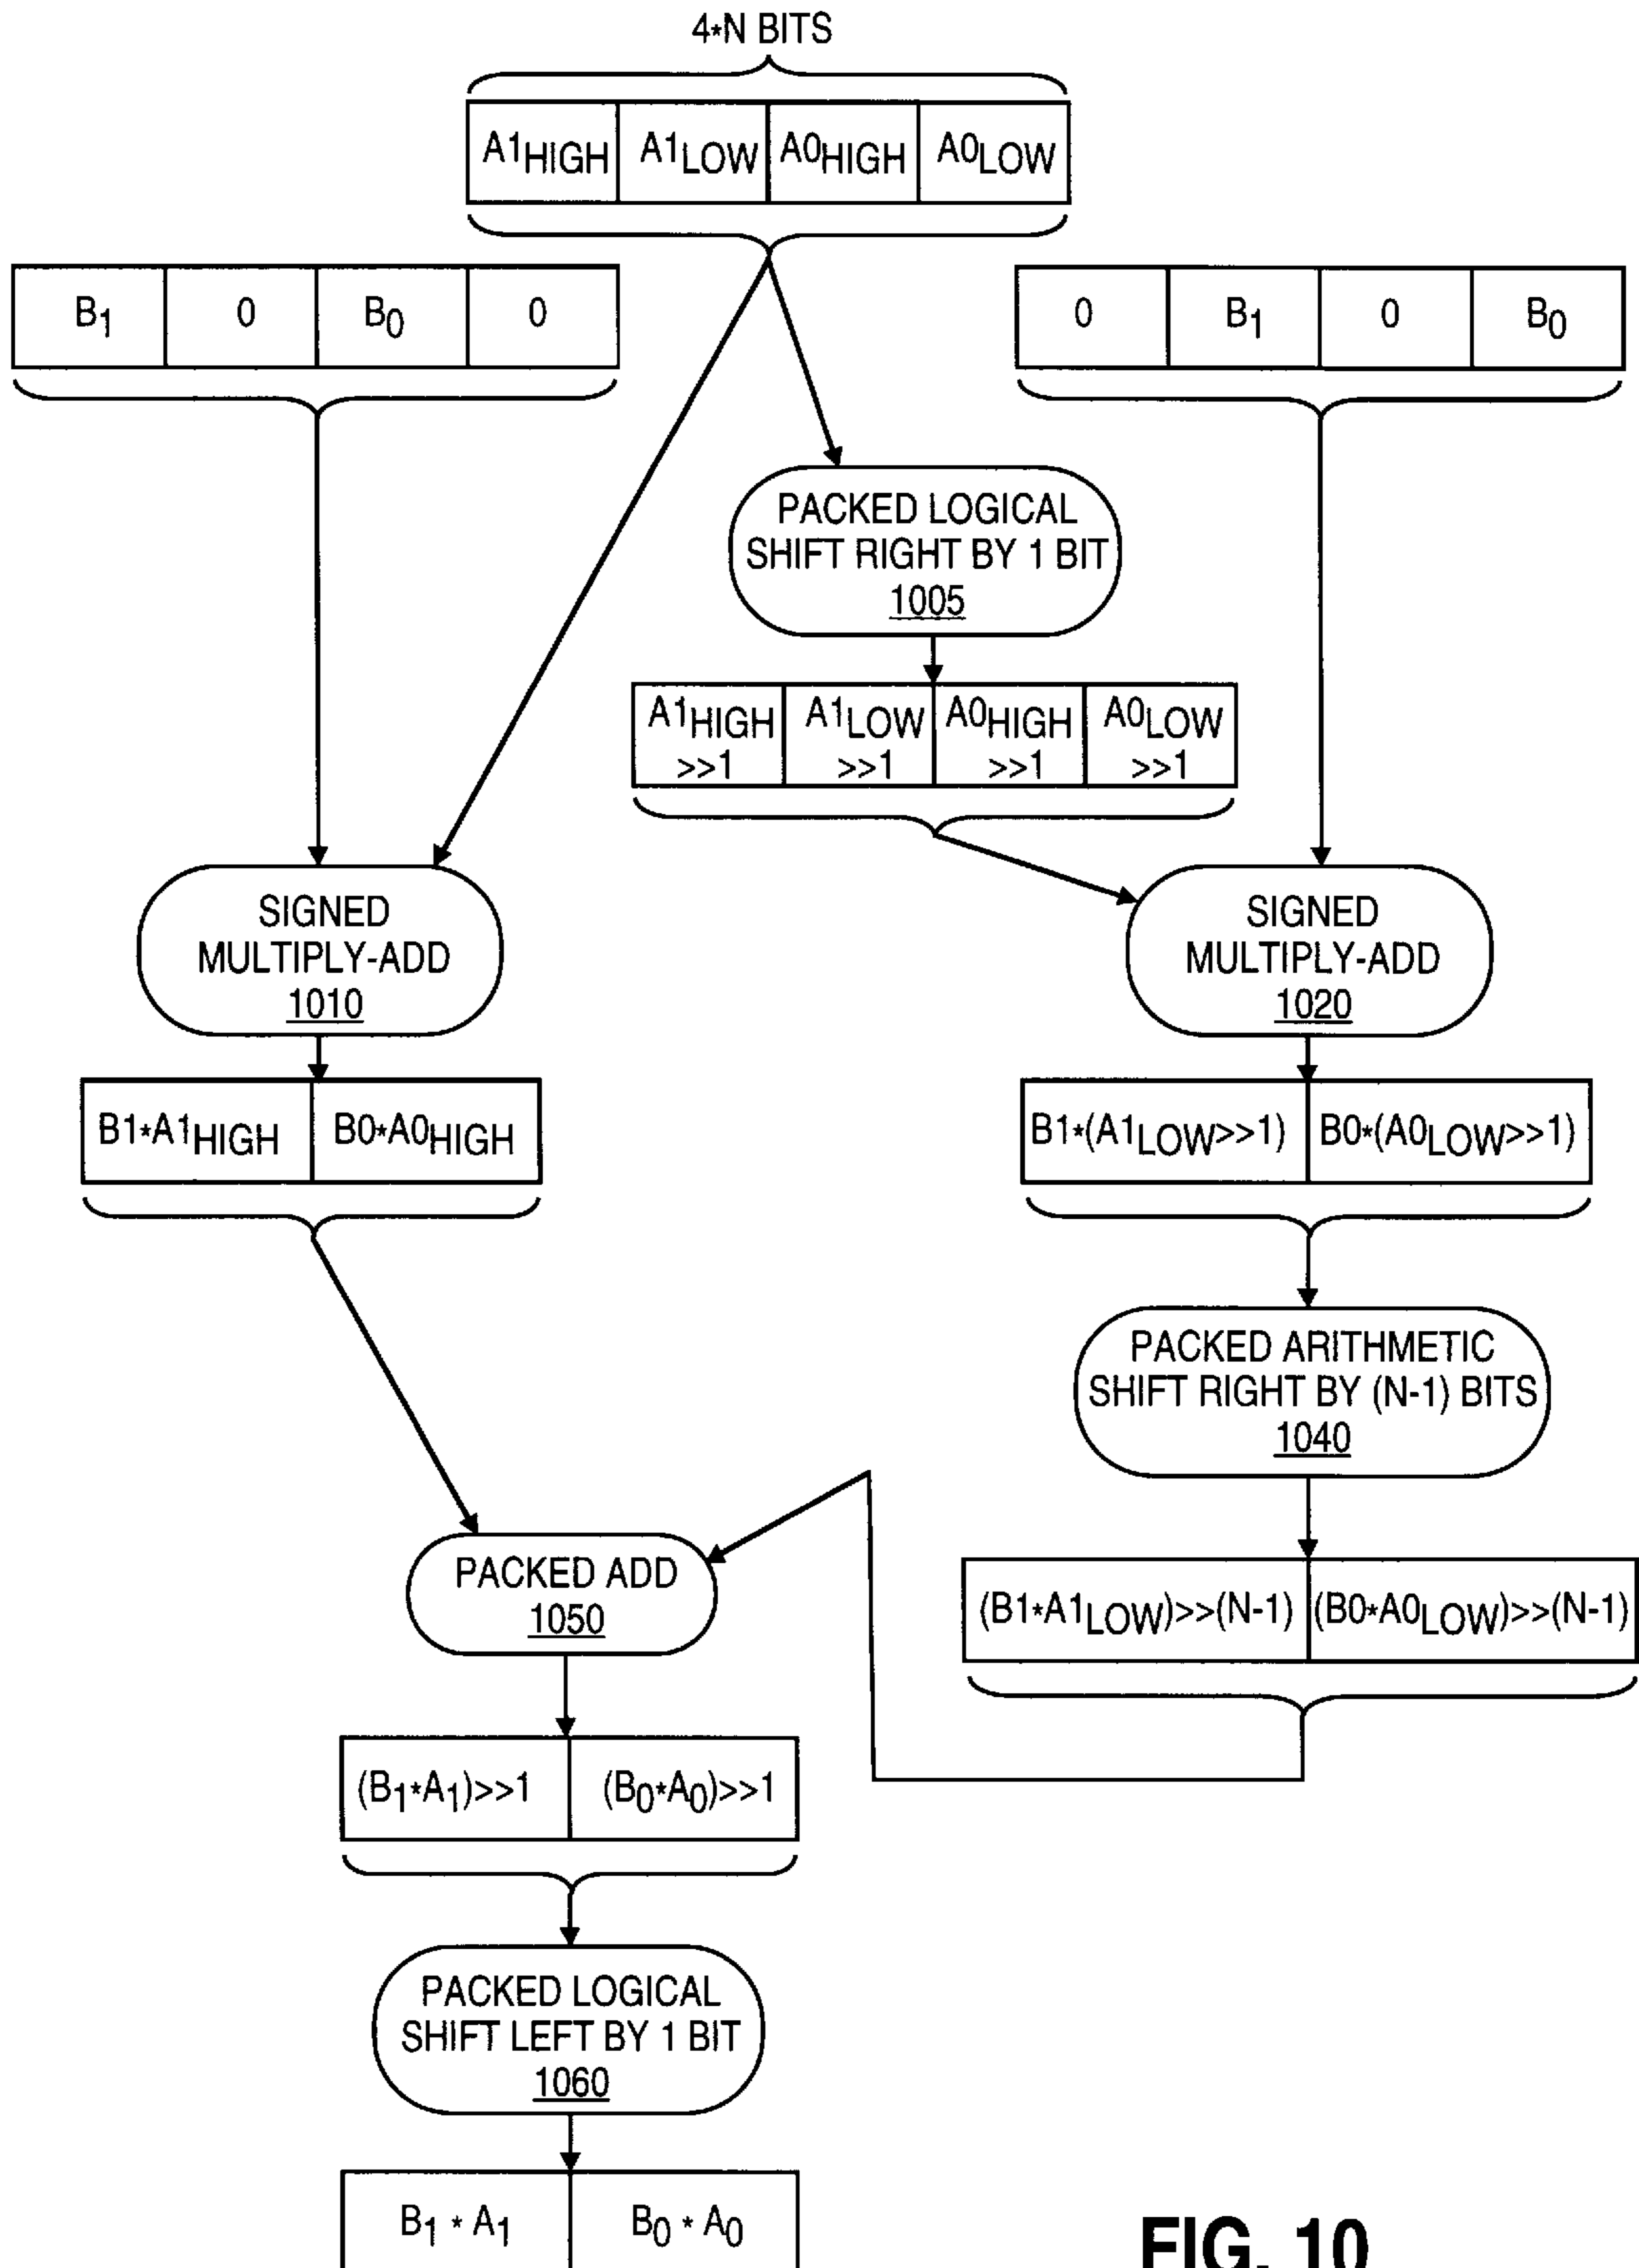 4*N BITS
A1HIGH A1LOW A0HIGH A0LOW
B1 0 B0 0
0 B1 0 B0
PACKED LOGICAL
SHIFT RIGHT BY 1 BIT
1005
A1HIGH A1LOW A0HIGH A0LOW
>>1 >>1 >>1 >>1
SIGNED
MULTIPLY-ADD
1010
SIGNED
MULTIPLY-ADD
1020
B1*A1HIGH B0*A0HIGH
B1*(A1LOW>>1) B0*(A0LOW>>1)
PACKED ARITHMETIC
SHIFT RIGHT BY (N-1) BITS
1040
PACKED ADD
1050
(B1*A1LOW)>>(N-1) (B0*A0LOW)>>(N-1)
(B1*A1)>>1 (B0*A0)>>1
PACKED LOGICAL
SHIFT LEFT BY 1 BIT
1060
B1 * A1 B0 * A0
FIG. 10